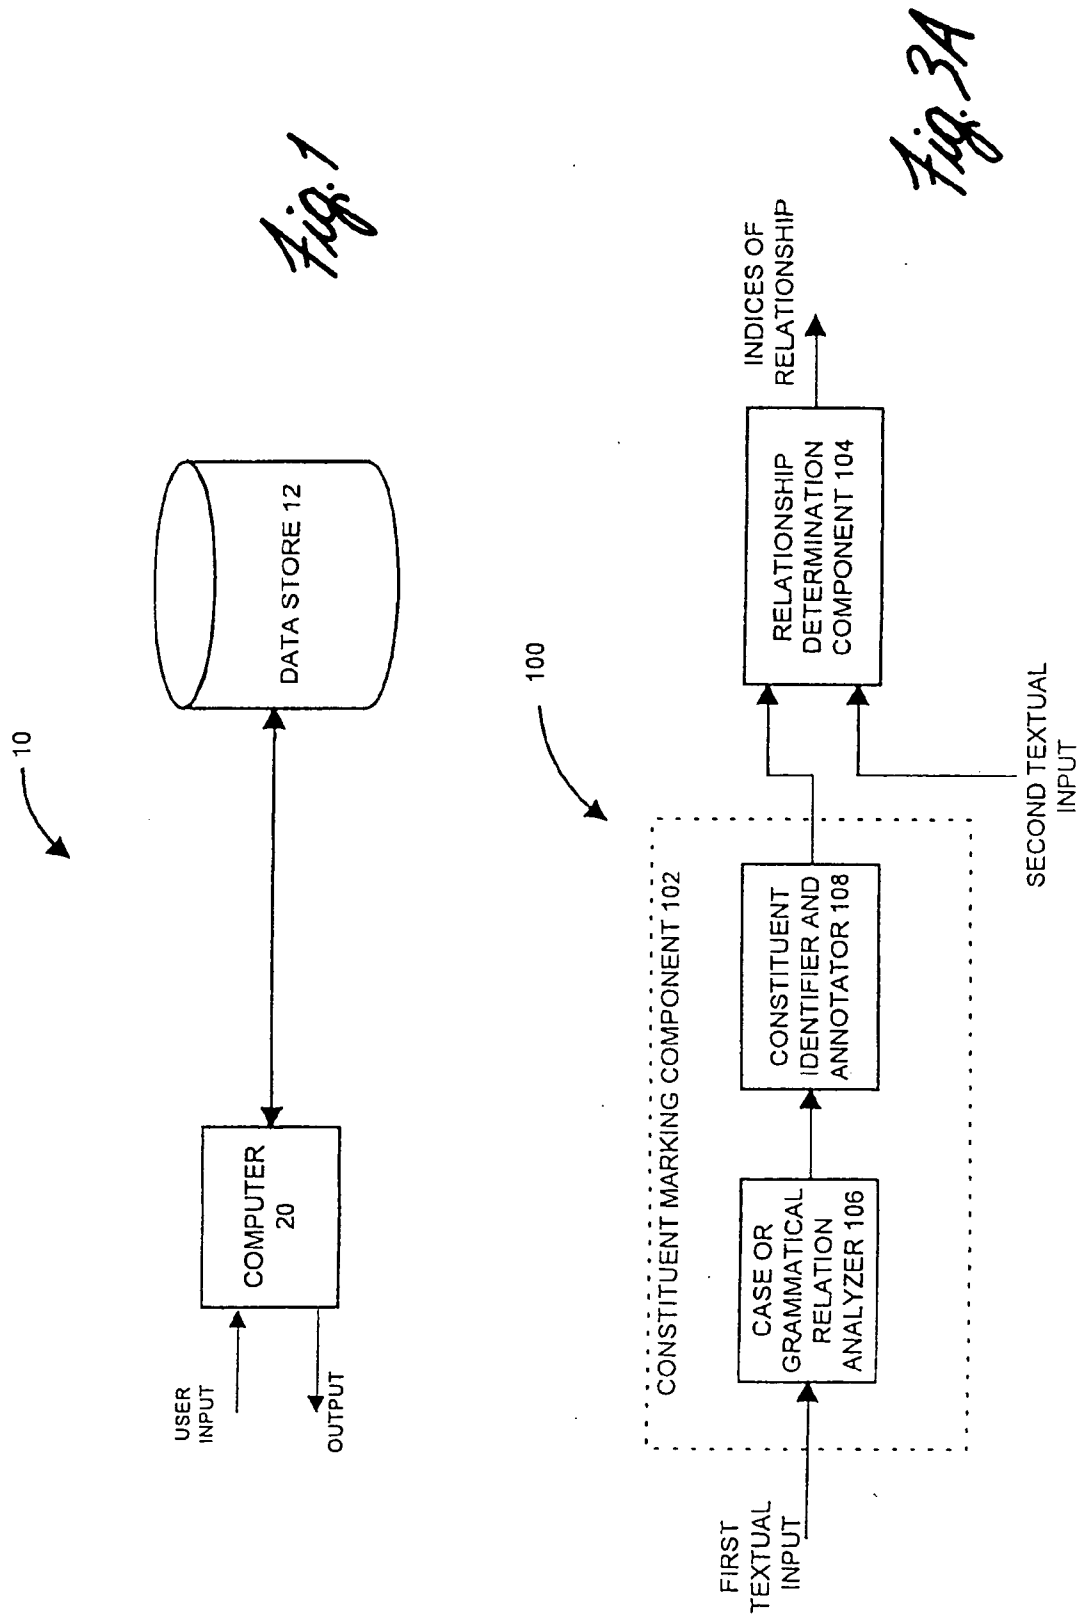 10
USER
INPUT
OUTPUT
COMPUTER
20
DATA STORE 12
Fig. 1
100
FIRST
TEXTUAL
INPUT
CONSTITUENT MARKING COMPONENT 102
CASE OR
GRAMMATICAL
RELATION
ANALYZER 106
CONSTITUENT
IDENTIFIER AND
ANNOTATOR 108
SECOND TEXTUAL
INPUT
RELATIONSHIP
DETERMINATION
COMPONENT 104
INDICES OF
RELATIONSHIP
Fig. 3A